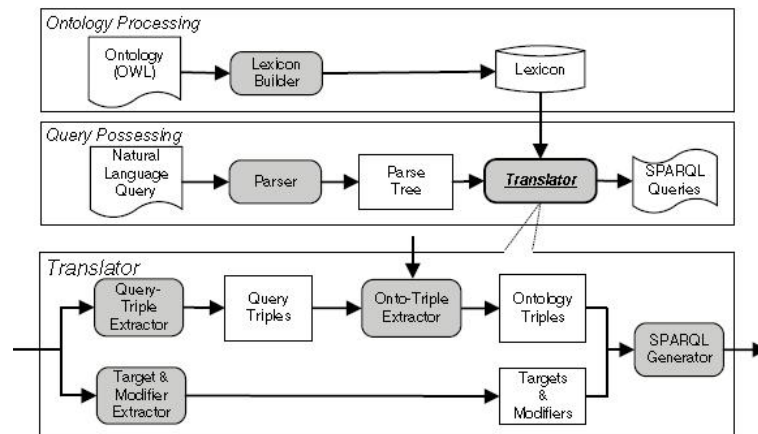 Ontology Processing
Ontology
(OWL)
Lexicon
Builder
Lexicon
Query Possessing
Natural
Language
Query
Parser
Parse
Tree
Translator
SPARQL
Queries
Translator
Query-
Triple
Extractor
Query
Triples
Onto-Triple
Extractor
Ontology
Triples
SPARQL
Generator
Target &
Modifier
Extractor
Targets
&
Modifiers